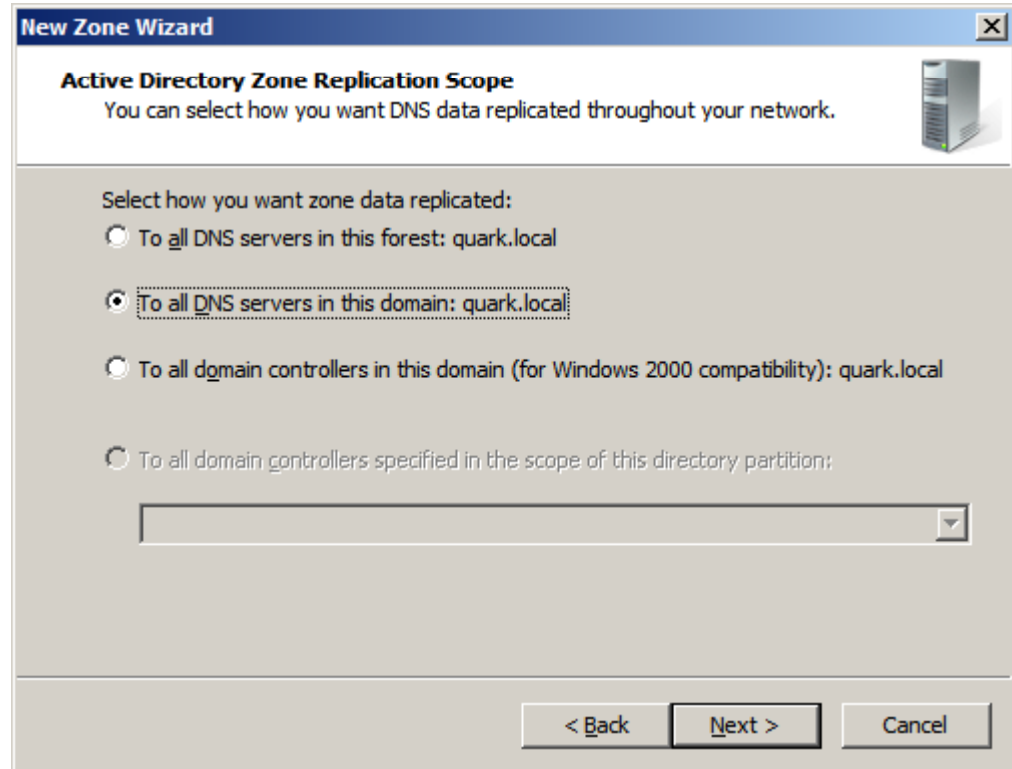 New Zone Wizard
Active Directory Zone Replication Scope
You can select how you want DNS data replicated throughout your network.
Select how you want zone data replicated:
To all DNS servers in this forest: quark.local
To all DNS servers in this domain: quark.local
To all domain controllers in this domain (for Windows 2000 compatibility): quark.local
To all domain controllers specified in the scope of this directory partition:
< Back Next > Cancel